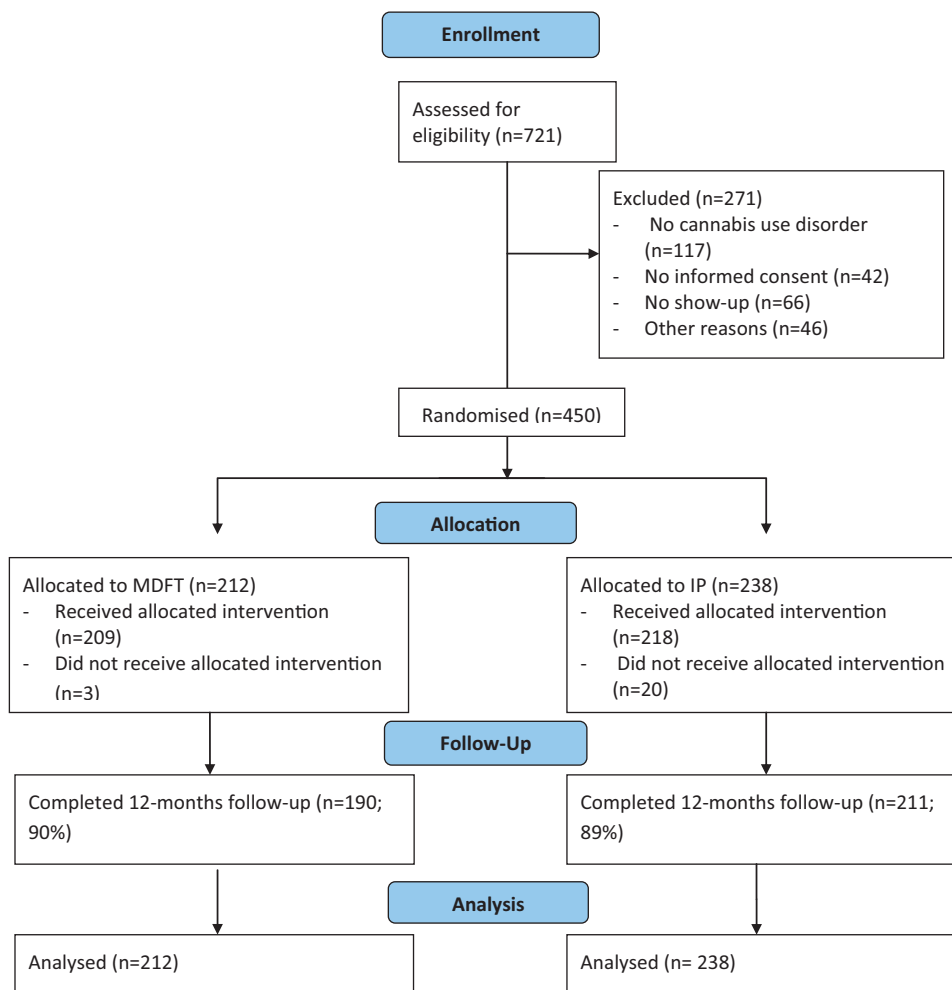 Enrollment
Assessed for
eligibility (n=721)
Excluded (n=271)
- No cannabis use disorder
(n=117)
- No informed consent (n=42)
- No show-up (n=66)
- Other reasons (n=46)
Randomised (n=450)
Allocation
Allocated to MDFT (n=212)
- Received allocated intervention
(n=209)
- Did not receive allocated intervention
(n=3)
Allocated to IP (n=238)
- Received allocated intervention
(n=218)
- Did not receive allocated intervention
(n=20)
Follow-Up
Completed 12-months follow-up (n=190;
90%)
Completed 12-months follow-up (n=211;
89%)
Analysis
Analysed (n=212)
Analysed (n= 238)